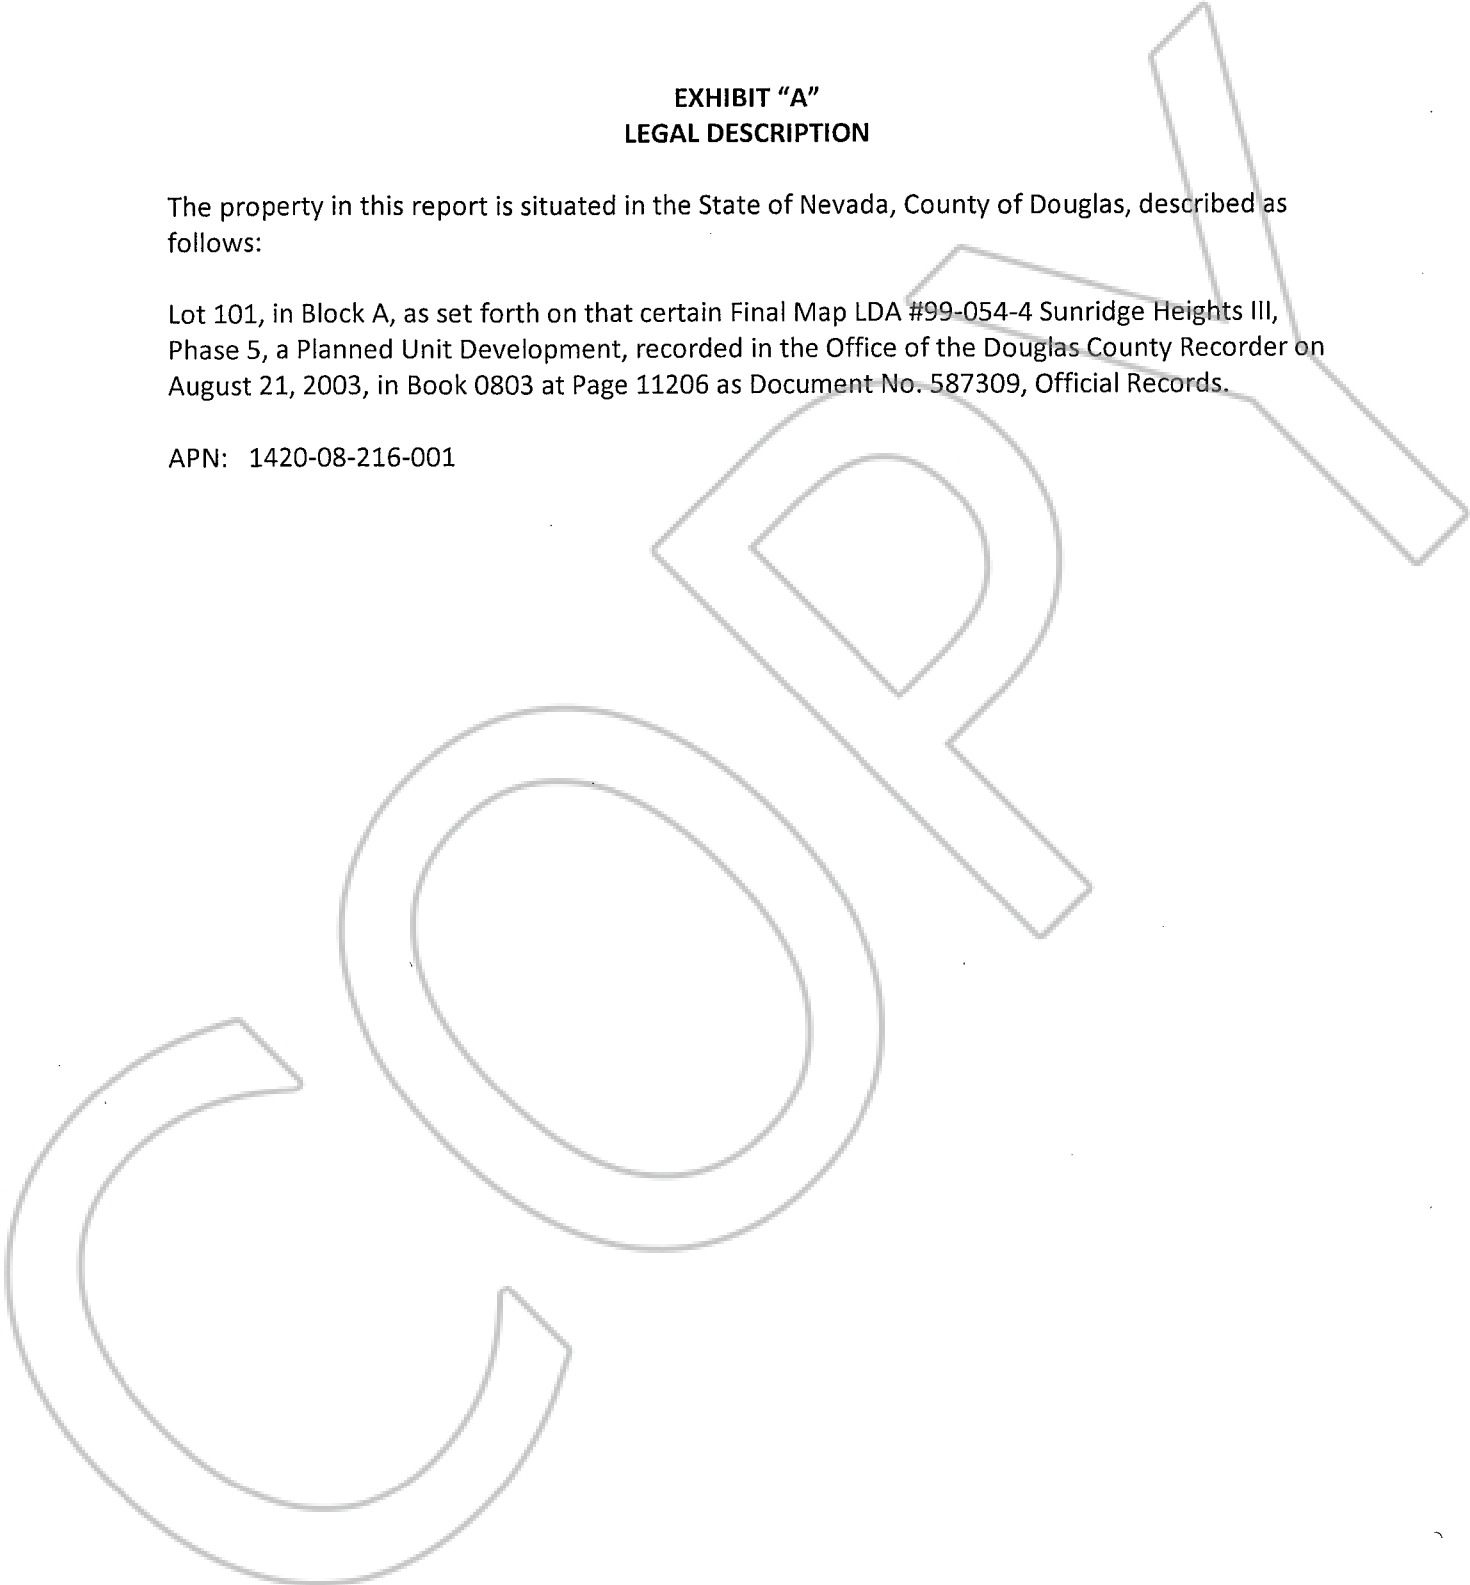 EXHIBIT “A”
LEGAL DESCRIPTION
The property in this report is situated in the State of Nevada, County of Douglas, described as
follows:
Lot 101, in Block A, as set forth on that certain Final Map LDA #99-054-4 Sunridge Heights III,
Phase 5, a Planned Unit Development, recorded in the Office of the Douglas County Recorder on
August 21, 2003, in Book 0803 at Page 11206 as Document No. 587309, Official Records.
APN: 1420-08-216-001
COPY